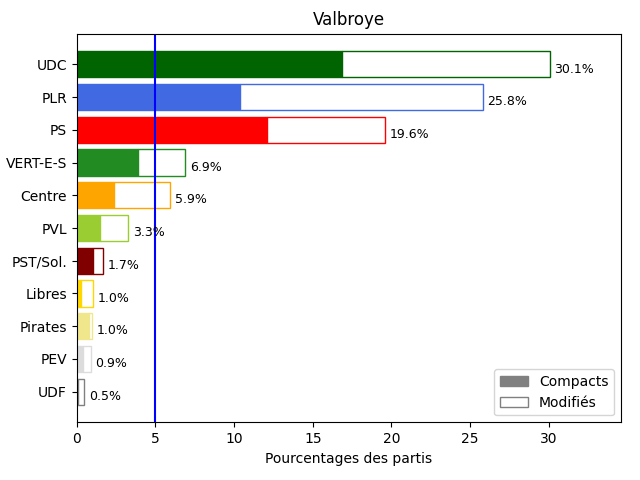 Valbroye
UDC 30.1%
PLR 25.8%
PS 19.6%
VERT-E-S 6.9%
Centre 5.9%
PVL 3.3%
PST/Sol. 1.7%
Libres 1.0%
Pirates 1.0%
PEV 0.9%
UDF 0.5%
Compacts
Modifiés
0 5 10 15 20 25 30
Pourcentages des partis